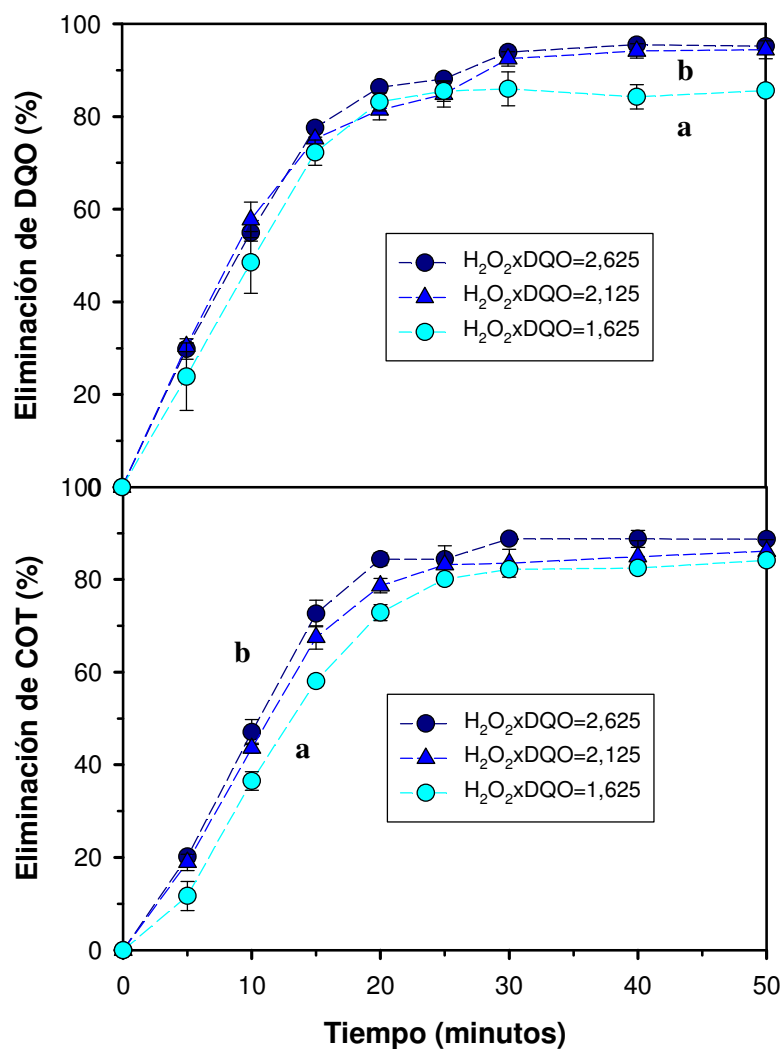 100
80
60
40
20
0
Eliminación de DQO (%)
b
a
H₂O₂xDQO=2,625
H₂O₂xDQO=2,125
H₂O₂xDQO=1,625
100
80
60
40
20
0
Eliminación de COT (%)
b
a
H₂O₂xDQO=2,625
H₂O₂xDQO=2,125
H₂O₂xDQO=1,625
0 10 20 30 40 50
Tiempo (minutos)